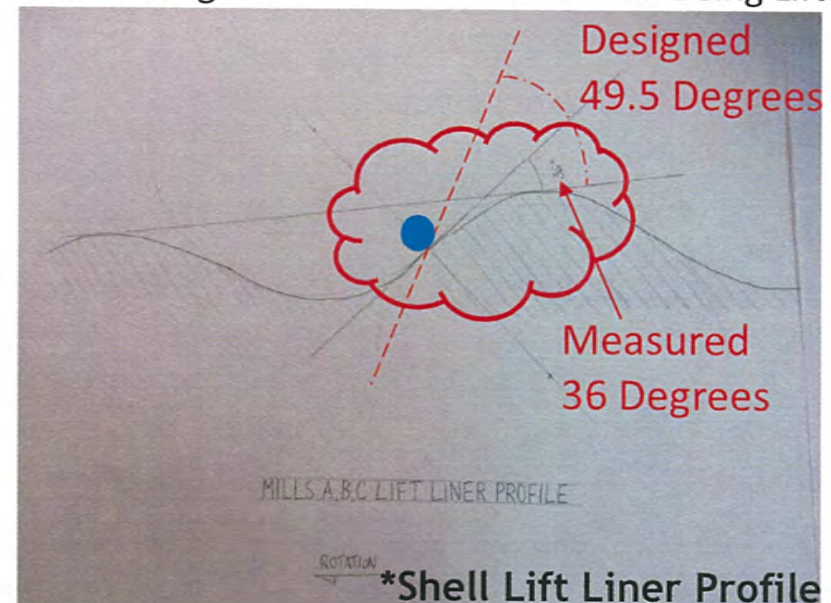 Designed
49.5 Degrees
Measured
36 Degrees
MILLS A,B,C LIFT LINER PROFILE
ROTATION
*Shell Lift Liner Profile